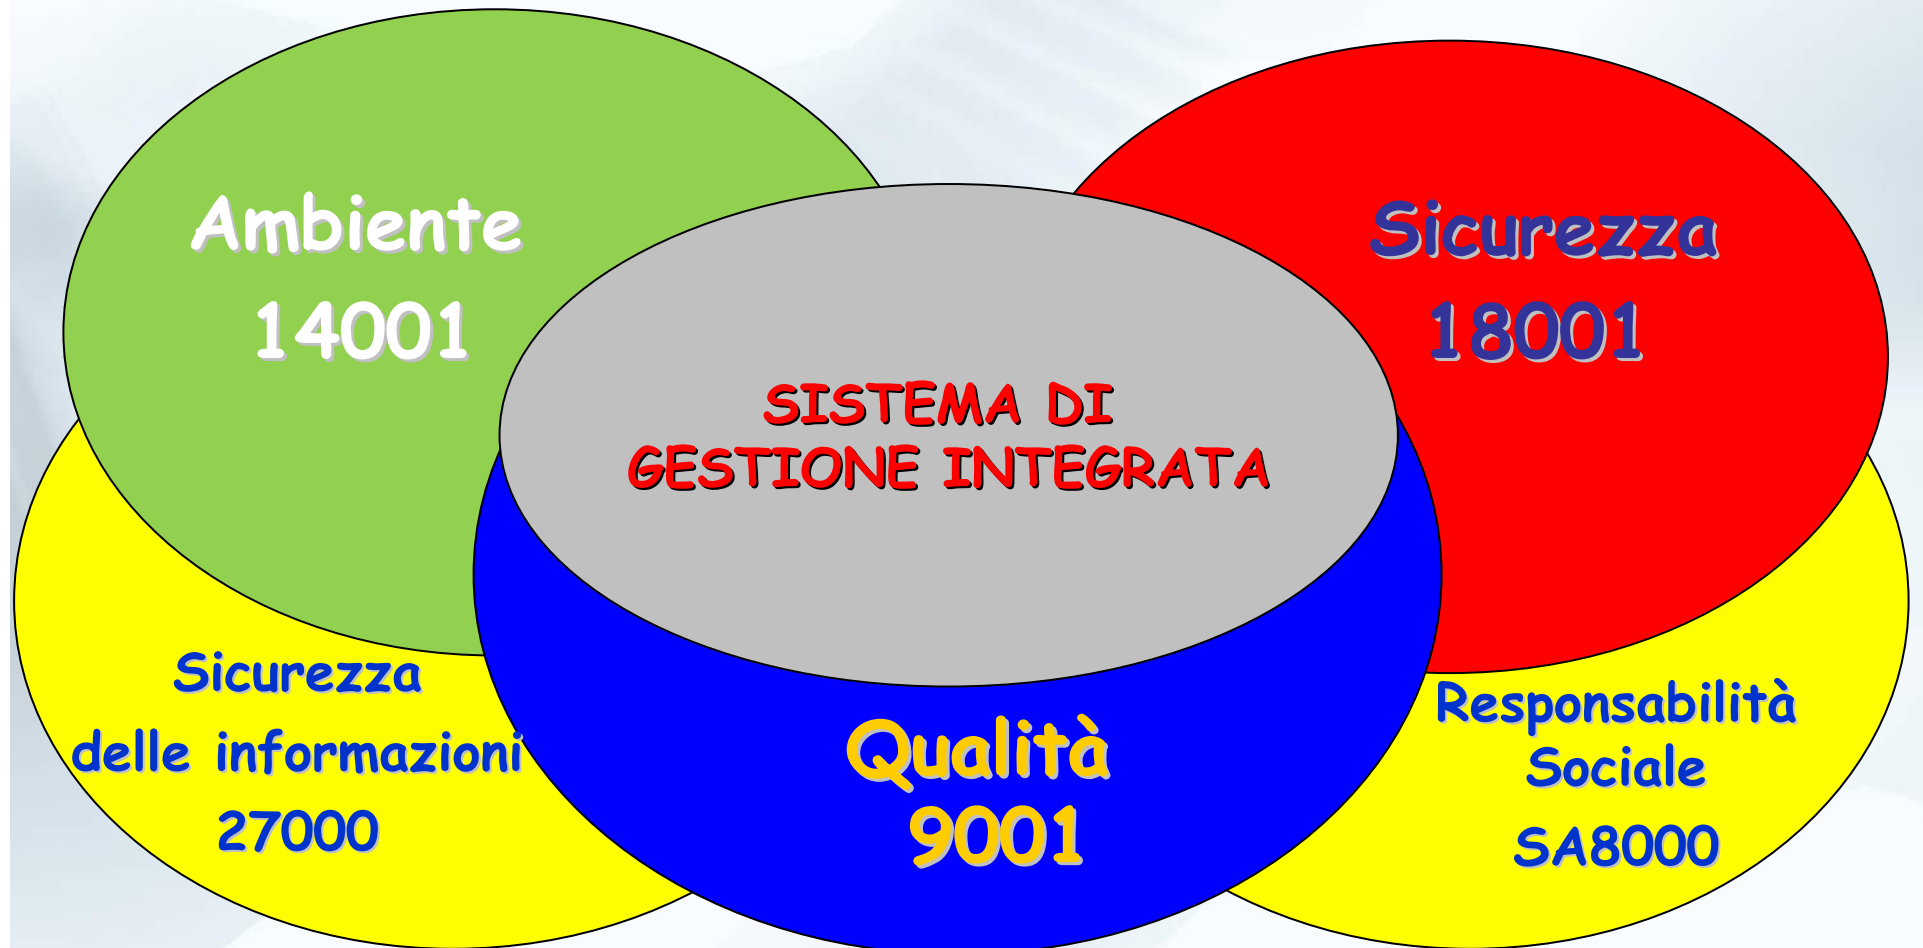 Ambiente
14001
Sicurezza
18001
SISTEMA DI
GESTIONE INTEGRATA
Sicurezza
delle informazioni
27000
Qualità
9001
Responsabilità
Sociale
SA8000